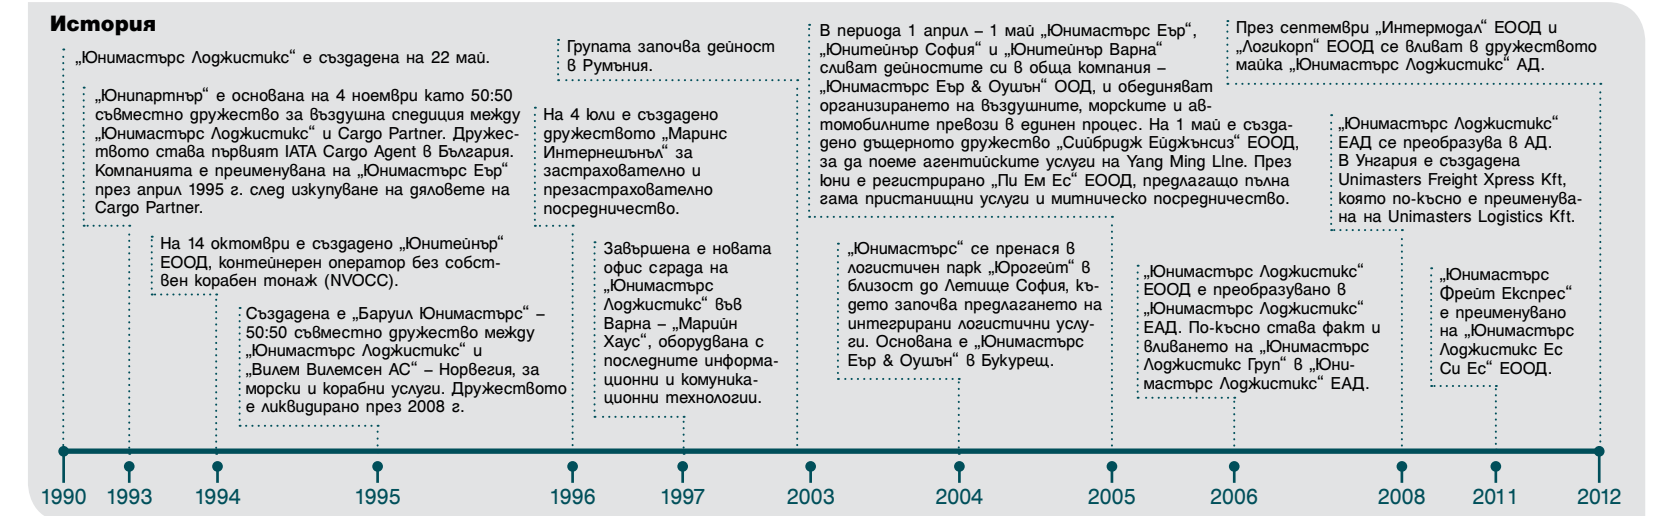 История
„Юнимастърс Лоджистикс“ е създадена на 22 май.
„Юнипартнър“ е основана на 4 ноември като 50:50
съвместно дружество за въздушна спедиция между
„Юнимастърс Лоджистикс“ и Cargo Partner. Дружес-
твото става първият IATA Cargo Agent в България.
Компанията е преименувана на „Юнимастърс Еър“
през април 1995 г. след изкупуване на дяловете на
Cargo Partner.
На 14 октомври е създадено „Юнитейнър“
ЕООД, контейнерен оператор без собст-
вен корабен тонаж (NVOCC).
Създадена е „Баруил Юнимастърс“ –
50:50 съвместно дружество между
„Юнимастърс Лоджистикс“ и
„Вилем Вилемсен АС“ – Норвегия, за
морски и корабни услуги. Дружеството
е ликвидирано през 2008 г.
На 4 юли е създадено
дружеството „Маринс
Интернешънъл“ за
застрахователно и
презастрахователно
посредничество.
Завършена е новата
офис сграда на
„Юнимастърс
Лоджистикс“ във
Варна – „Марийн
Хаус“, оборудвана с
последните информа-
ционни и комуника-
ционни технологии.
Групата започва дейност
в Румъния.
„Юнимастърс“ се пренася в
логистичен парк „Юрогейт“ в
близост до Летище София, къ-
дето започва предлагането на
интегрирани логистични услу-
ги. Основана е „Юнимастърс
Еър & Оушън“ в Букурещ.
В периода 1 април – 1 май „Юнимастърс Еър“,
„Юнитейнър София“ и „Юнитейнър Варна“
сливат дейностите си в обща компания –
„Юнимастърс Еър & Оушън“ ООД, и обединяват
организирането на въздушните, морските и ав-
томобилните превози в единен процес. На 1 май е създа-
дено дъщерното дружество „Сийбридж Ейджънсиз“ ЕООД,
за да поеме агентийските услуги на Yang Ming LIne. През
юни е регистрирано „Пи Ем Ес“ ЕООД, предлагащо пълна
гама пристанищни услуги и митническо посредничество.
„Юнимастърс Лоджистикс“
ЕООД е преобразувано в
„Юнимастърс Лоджистикс“
ЕАД. По-късно става факт и
вливането на „Юнимастърс
Лоджистикс Груп“ в „Юни-
мастърс Лоджистикс“ ЕАД.
„Юнимастърс Лоджистикс“
ЕАД се преобразува в АД.
В Унгария е създадена
Unimasters Freight Xpress Kft,
която по-късно е преименува-
на на Unimasters Logistics Kft.
„Юнимастърс
Фрейт Експрес“
е преименувано
на „Юнимастърс
Лоджистикс Ес
Си Ес“ ЕООД.
През септември „Интермодал“ ЕООД и
„Логикорп“ ЕООД се вливат в дружеството
майка „Юнимастърс Лоджистикс“ АД.
1990 1993 1994 1995 1996 1997 2003 2004 2005 2006 2008 2011 2012